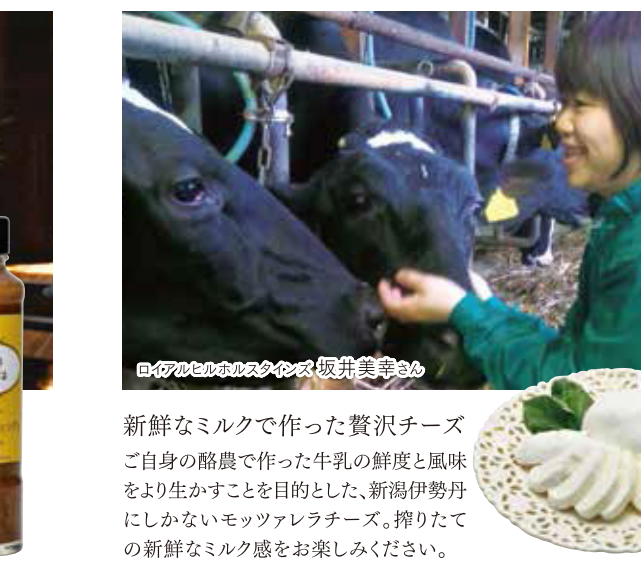 ロイアルヒルホルスタインズ 坂井美幸さん
新鮮なミルクで作った贅沢チーズ
ご自身の酪農で作った牛乳の鮮度と風味
をより生かすことを目的とした、新潟伊勢丹
にしかないモッツァレラチーズ。搾りたて
の新鮮なミルク感をお楽しみください。